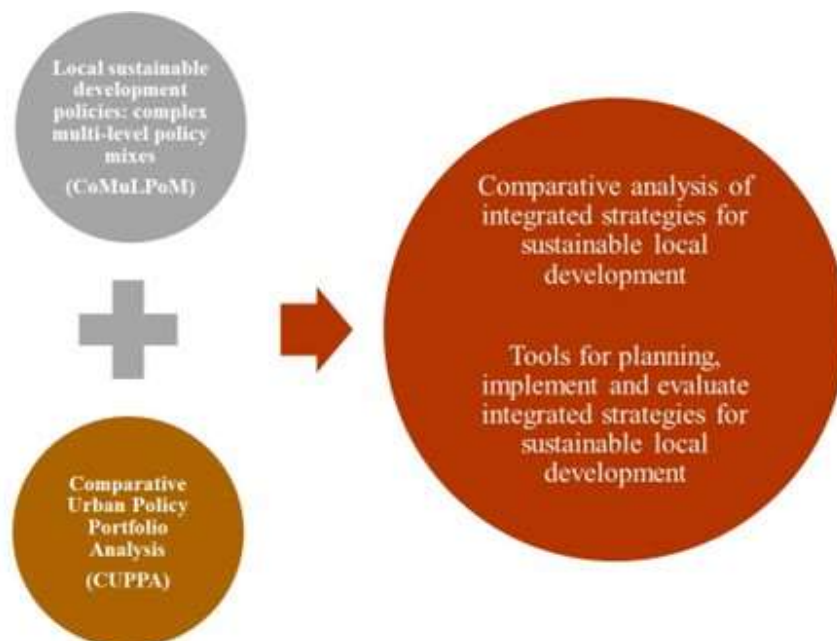 Local sustainable
development
policies: complex
multi-level policy
mixes
(CoMuLPoM)
Comparative
Urban Policy
Portfolio
Analysis
(CUPPA)
Comparative analysis of
integrated strategies for
sustainable local
development
Tools for planning,
implement and evaluate
integrated strategies for
sustainable local
development